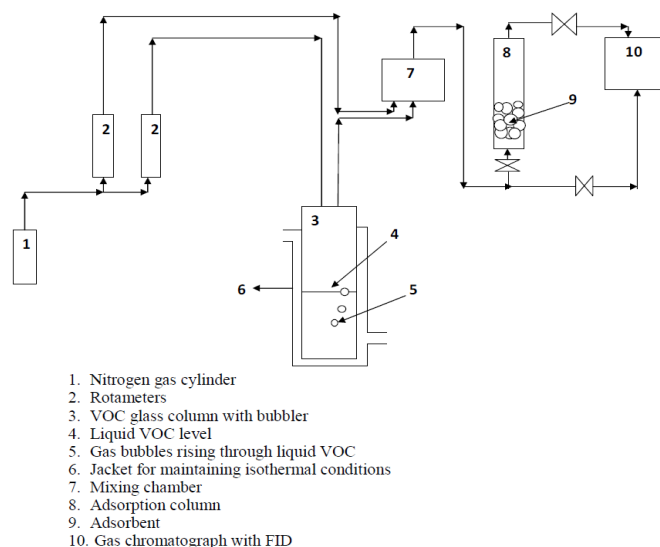 8
10
7
2
2
9
3
4
1
6
5
1. Nitrogen gas cylinder
2. Rotameters
3. VOC glass column with bubbler
4. Liquid VOC level
5. Gas bubbles rising through liquid VOC
6. Jacket for maintaining isothermal conditions
7. Mixing chamber
8. Adsorption column
9. Adsorbent
10. Gas chromatograph with FID